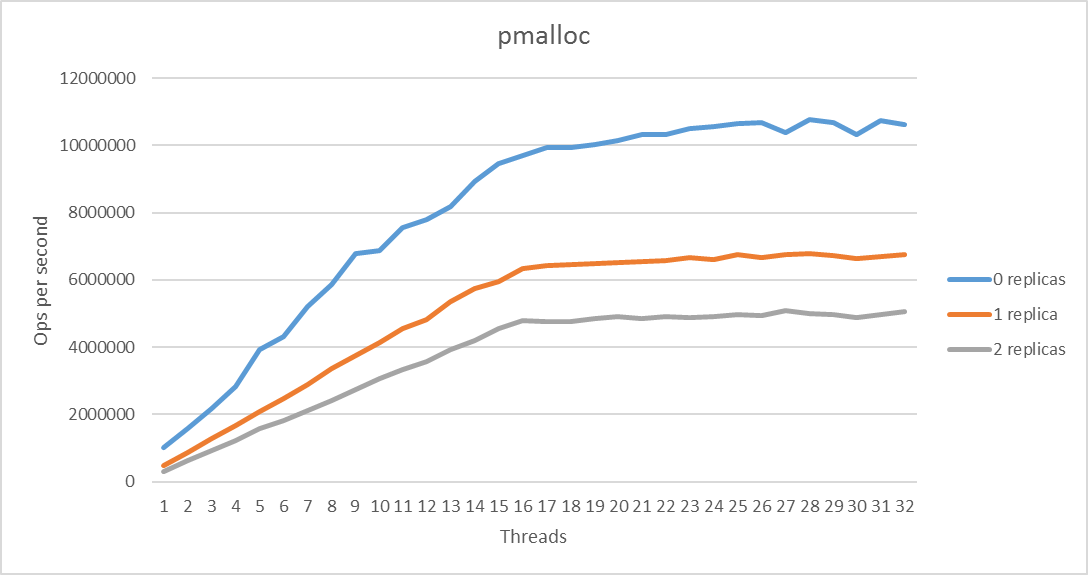 pmalloc
12000000
10000000
8000000
6000000
4000000
2000000
0
Ops per second
1 2 3 4 5 6 7 8 9 10 11 12 13 14 15 16 17 18 19 20 21 22 23 24 25 26 27 28 29 30 31 32
Threads
0 replicas
1 replica
2 replicas